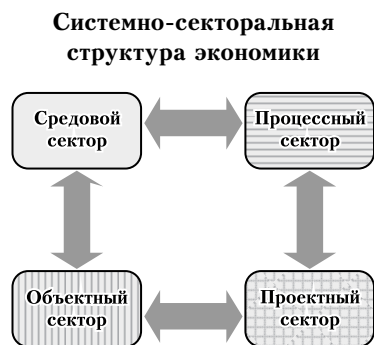 Системно-секторальная
структура экономики
Средовой
сектор
Процессный
сектор
Объектный
сектор
Проектный
сектор